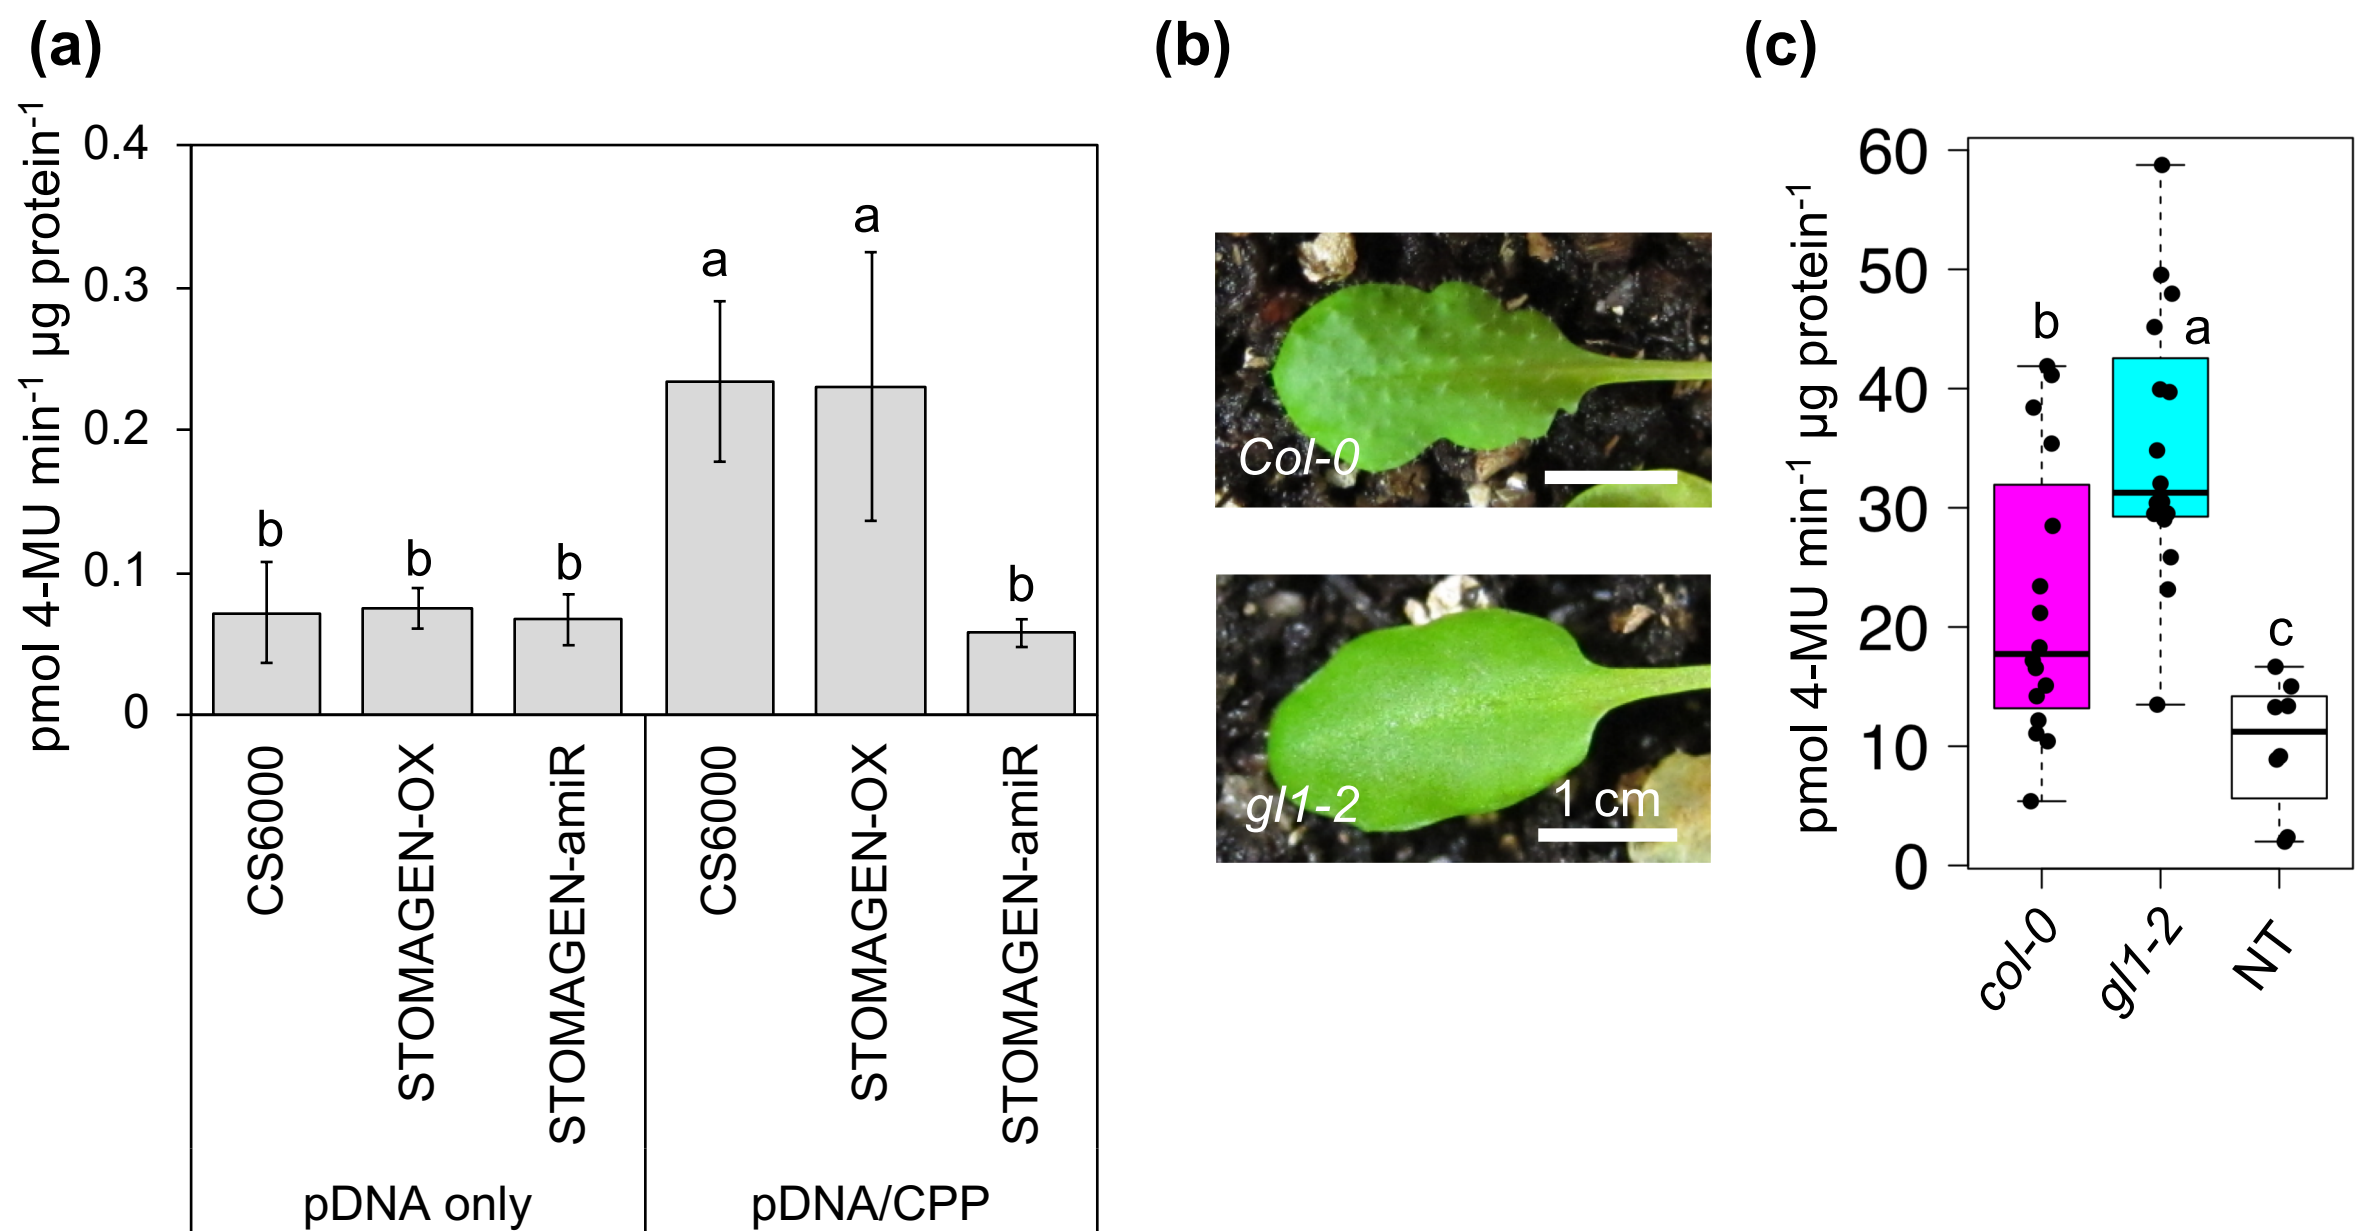 (a)
pmol 4-MU min⁻¹ µg protein⁻¹
0.4
0.3
0.2
0.1
0
b
b
b
a
a
b
CS6000
STOMAGEN-OX
STOMAGEN-amiR
CS6000
STOMAGEN-OX
STOMAGEN-amiR
pDNA only
pDNA/CPP
(b)
Col-0
gl1-2
1 cm
(c)
pmol 4-MU min⁻¹ µg protein⁻¹
60
50
40
30
20
10
0
b
a
c
col-0
gl1-2
NT